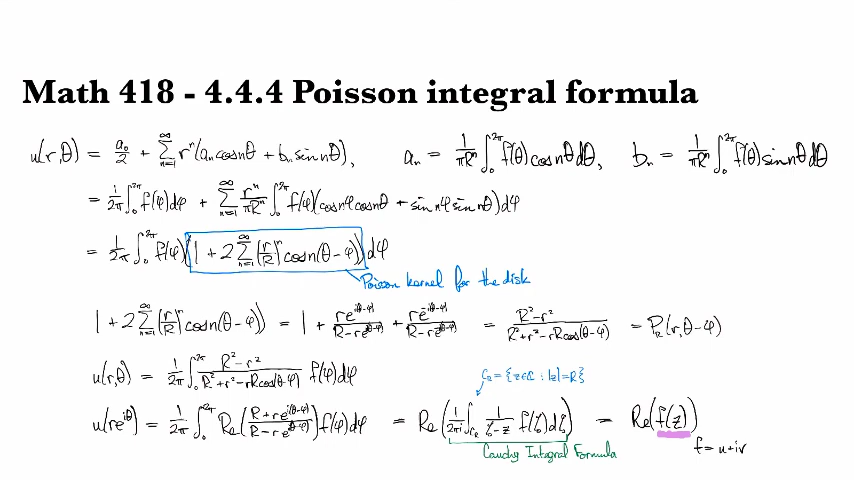 Math 418 - 4.4.4 Poisson integral formula
u(r,θ) = a₀/2 + Σ_{n=1}^{∞} rⁿ(aₙ cos nθ + bₙ sin nθ), aₙ = 1/(πRⁿ) ∫₀^{2π} f(θ) cos nθ dθ, bₙ = 1/(πRⁿ) ∫₀^{2π} f(θ) sin nθ dθ
= 1/(2π) ∫₀^{2π} f(φ)dφ + Σ_{n=1}^{∞} rⁿ/(πRⁿ) ∫₀^{2π} f(φ)(cos nφ cos nθ + sin nφ sin nθ)dφ
= 1/(2π) ∫₀^{2π} f(φ)(1 + 2 Σ_{n=1}^{∞} (r/R)ⁿ cos n(θ-φ))dφ
Poisson kernel for the disk
1 + 2 Σ_{n=1}^{∞} (r/R)ⁿ cos n(θ-φ) = 1 + re^{i(θ-φ)}/(R-re^{i(θ-φ)}) + re^{-i(θ-φ)}/(R-re^{-i(θ-φ)}) = (R²-r²)/(R²+r²-rRcos(θ-φ)) = P_R(r,θ-φ)
u(r,θ) = 1/(2π) ∫₀^{2π} (R²-r²)/(R²+r²-rRcos(θ-φ)) f(φ)dφ
C_R = {z∈ℂ : |z|=R}
u(re^{iθ}) = 1/(2π) ∫₀^{2π} Re((R+re^{i(θ-φ)})/(R-re^{i(θ-φ)})) f(φ)dφ = Re(1/(2πi) ∫_{C_R} 1/(ζ-z) f(ζ)dζ) = Re(f(z))
Cauchy Integral Formula
f = u+iv